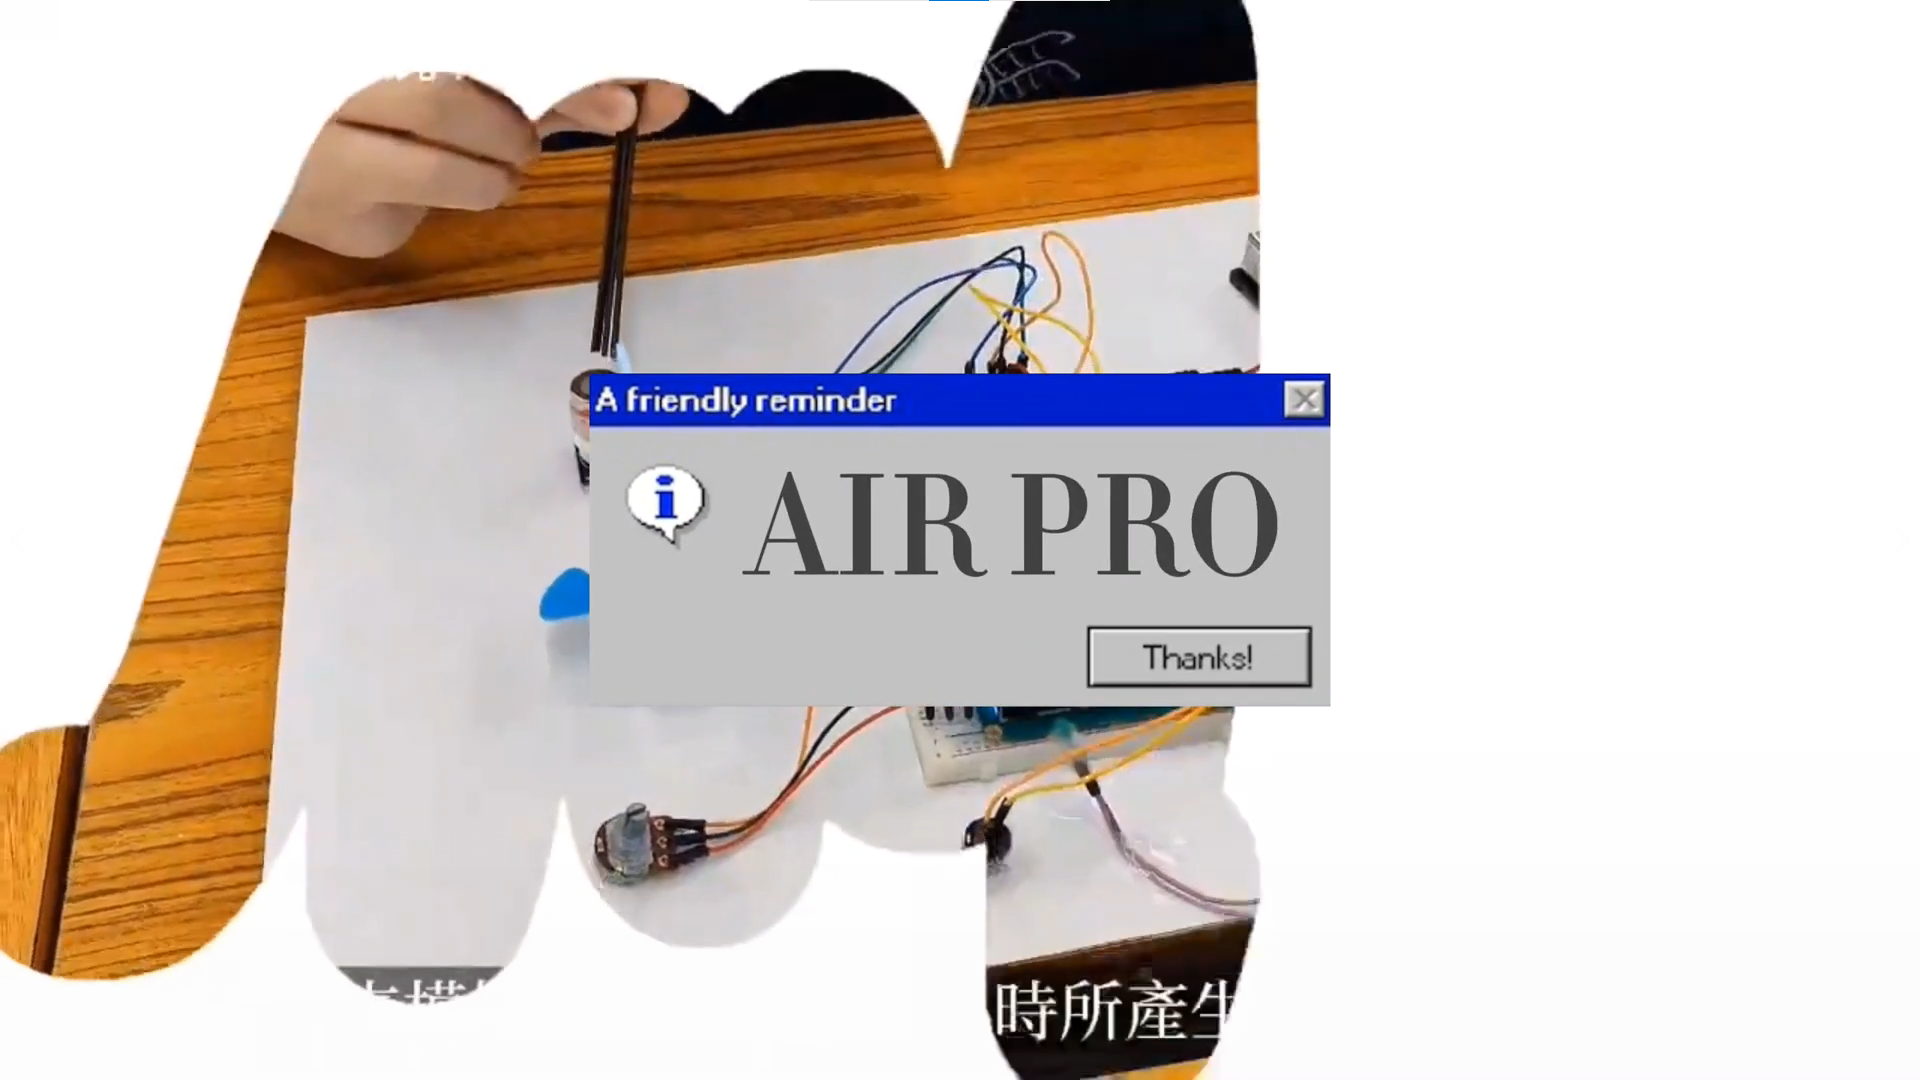 A friendly reminder
AIR PRO
Thanks!
時所產生